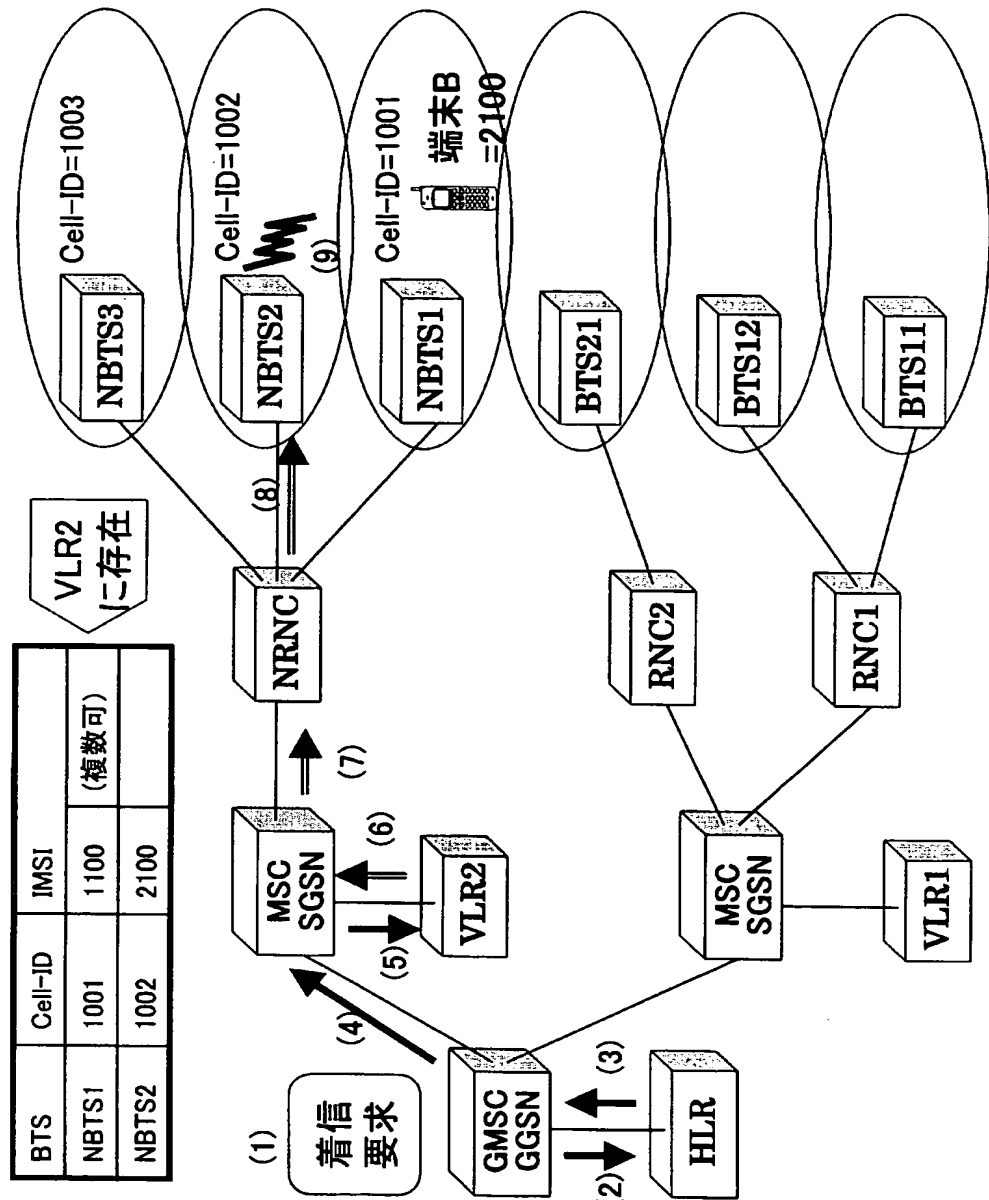 BTS Cell-ID IMSI
NBTS1 1001 1100 (複数可)
NBTS2 1002 2100
VLR2
に存在
(1)
着信
要求
GMSC
GGSN
(2)
(3)
HLR
(4)
MSC
SGSN
(5)
(6)
VLR2
(7)
NRNC
(8)
NBTS3
Cell-ID=1003
NBTS2
Cell-ID=1002
(9)
NBTS1
Cell-ID=1001
端末B
=2100
MSC
SGSN
VLR1
RNC2
RNC1
BTS21
BTS12
BTS11